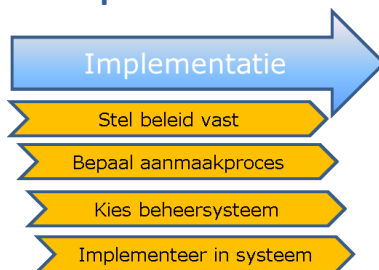 Implementatie
Stel beleid vast
Bepaal aanmaakproces
Kies beheersysteem
Implementeer in systeem